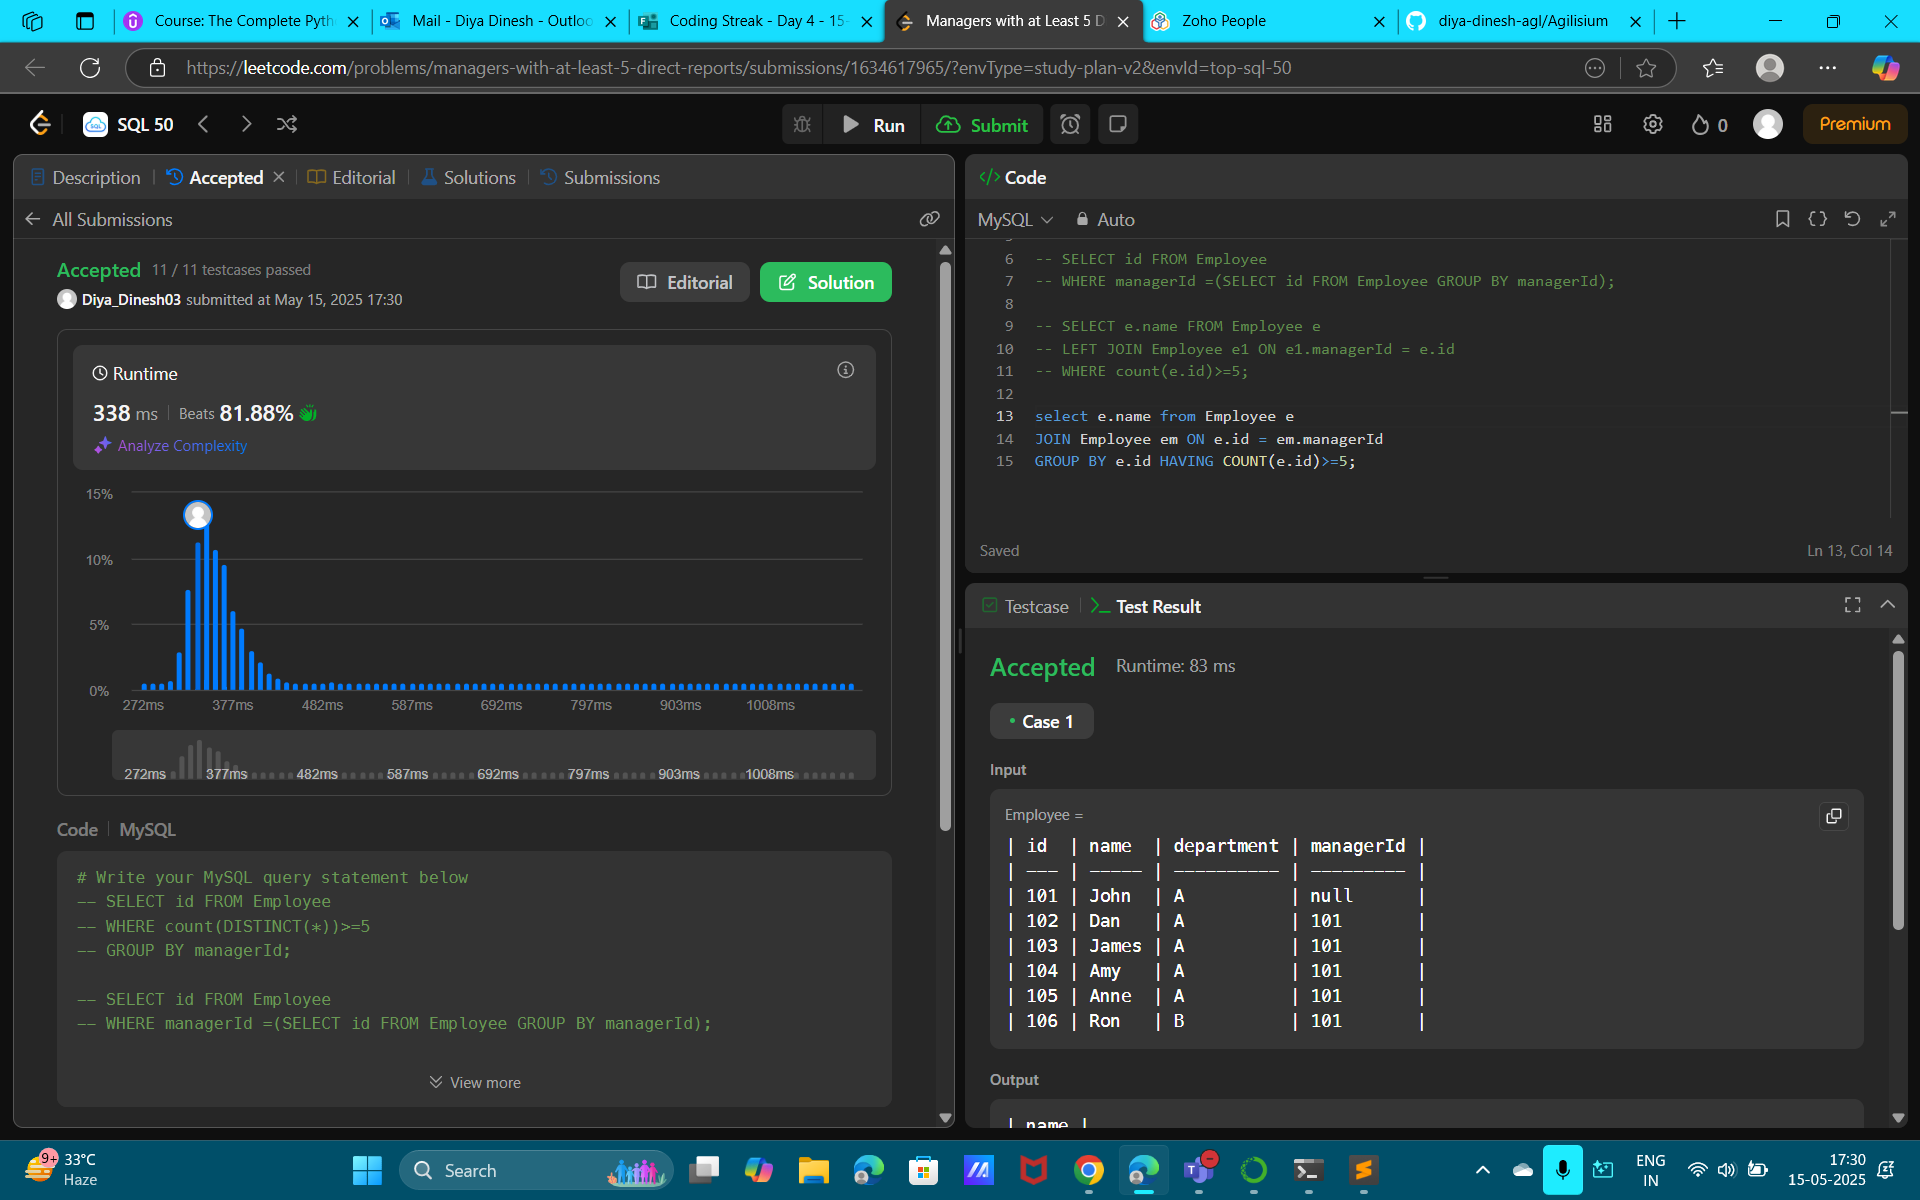 Course: The Complete Pyth
Mail - Diya Dinesh - Outloo
Coding Streak - Day 4 - 15-
Managers with at Least 5 D
Zoho People
diya-dinesh-agl/Agilisium
https://leetcode.com/problems/managers-with-at-least-5-direct-reports/submissions/1634617965/?envType=study-plan-v2&envId=top-sql-50
SQL 50
Run
Submit
0
Premium
Description
Accepted
Editorial
Solutions
Submissions
All Submissions
Accepted 11 / 11 testcases passed
Diya_Dinesh03 submitted at May 15, 2025 17:30
Editorial
Solution
Runtime
338 ms Beats 81.88%
Analyze Complexity
15%
10%
5%
0%
272ms 377ms 482ms 587ms 692ms 797ms 903ms 1008ms
272ms 377ms 482ms 587ms 692ms 797ms 903ms 1008ms
Code MySQL
# Write your MySQL query statement below
-- SELECT id FROM Employee
-- WHERE count(DISTINCT(*))>=5
-- GROUP BY managerId;
-- SELECT id FROM Employee
-- WHERE managerId =(SELECT id FROM Employee GROUP BY managerId);
View more
</> Code
MySQL Auto
6 -- SELECT id FROM Employee
7 -- WHERE managerId =(SELECT id FROM Employee GROUP BY managerId);
8
9 -- SELECT e.name FROM Employee e
10 -- LEFT JOIN Employee e1 ON e1.managerId = e.id
11 -- WHERE count(e.id)>=5;
12
13 select e.name from Employee e
14 JOIN Employee em ON e.id = em.managerId
15 GROUP BY e.id HAVING COUNT(e.id)>=5;
Saved
Ln 13, Col 14
Testcase
Test Result
Accepted Runtime: 83 ms
Case 1
Input
Employee =
| id | name | department | managerId |
| --- | ----- | ---------- | --------- |
| 101 | John | A | null |
| 102 | Dan | A | 101 |
| 103 | James | A | 101 |
| 104 | Amy | A | 101 |
| 105 | Anne | A | 101 |
| 106 | Ron | B | 101 |
Output
| name |
9+
33°C
Haze
Search
ENG
IN
17:30
15-05-2025